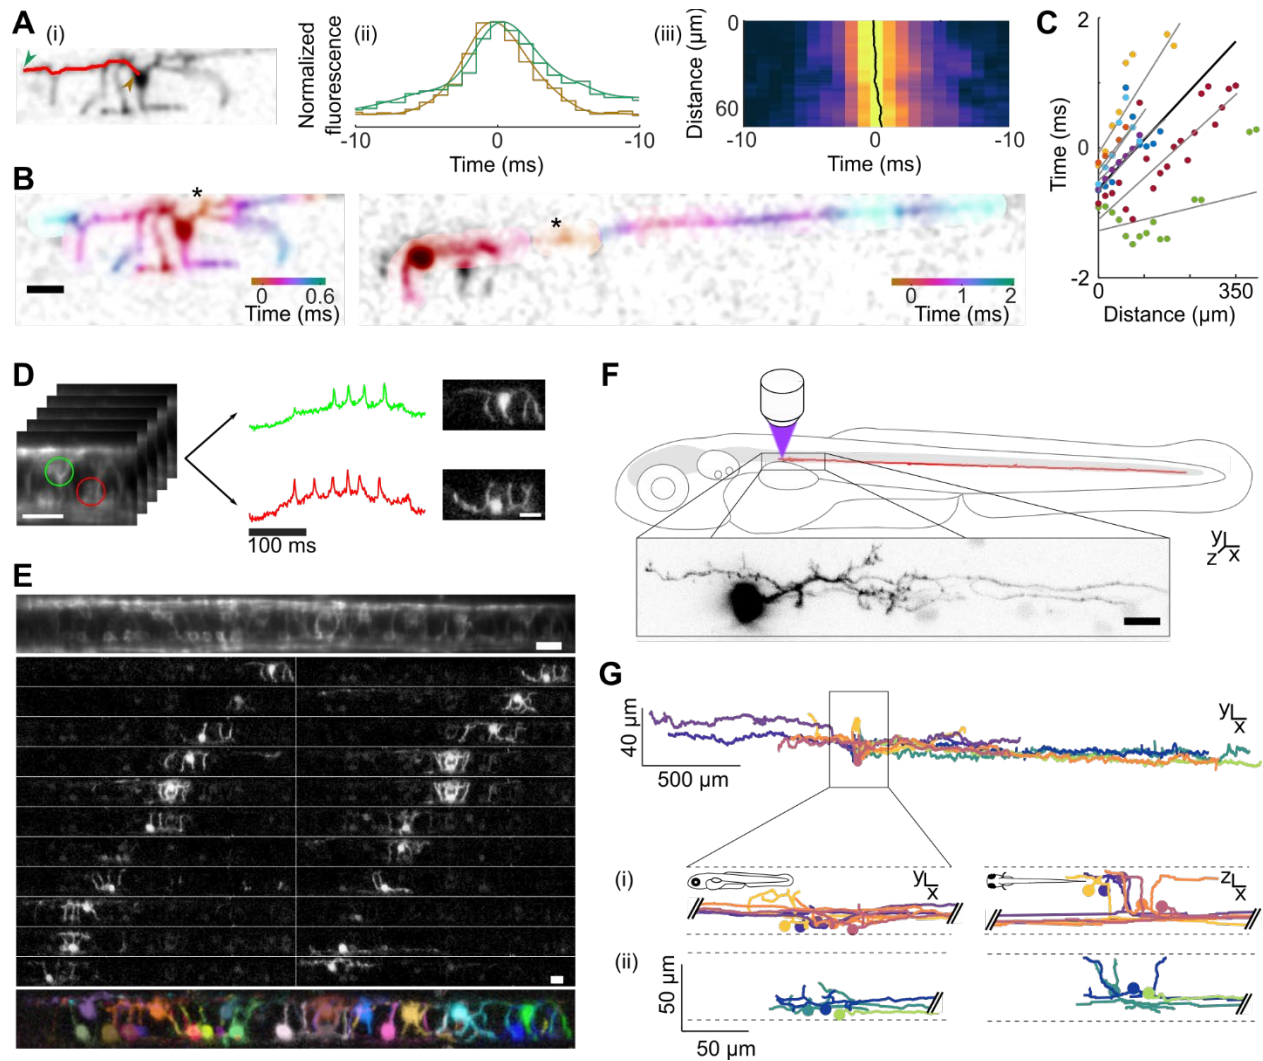 A
(i)
(ii)
Normalized
fluorescence
-10
0
-10
Time (ms)
(iii)
Distance (µm)
0
60
-10
0
-10
Time (ms)
C
Time (ms)
2
0
-2
0
350
Distance (µm)
B
*
0
0.6
Time (ms)
*
0
1
2
Time (ms)
D
100 ms
E
F
y
z
x
G
40 µm
500 µm
y
x
(i)
y
x
z
x
(ii)
50 µm
50 µm